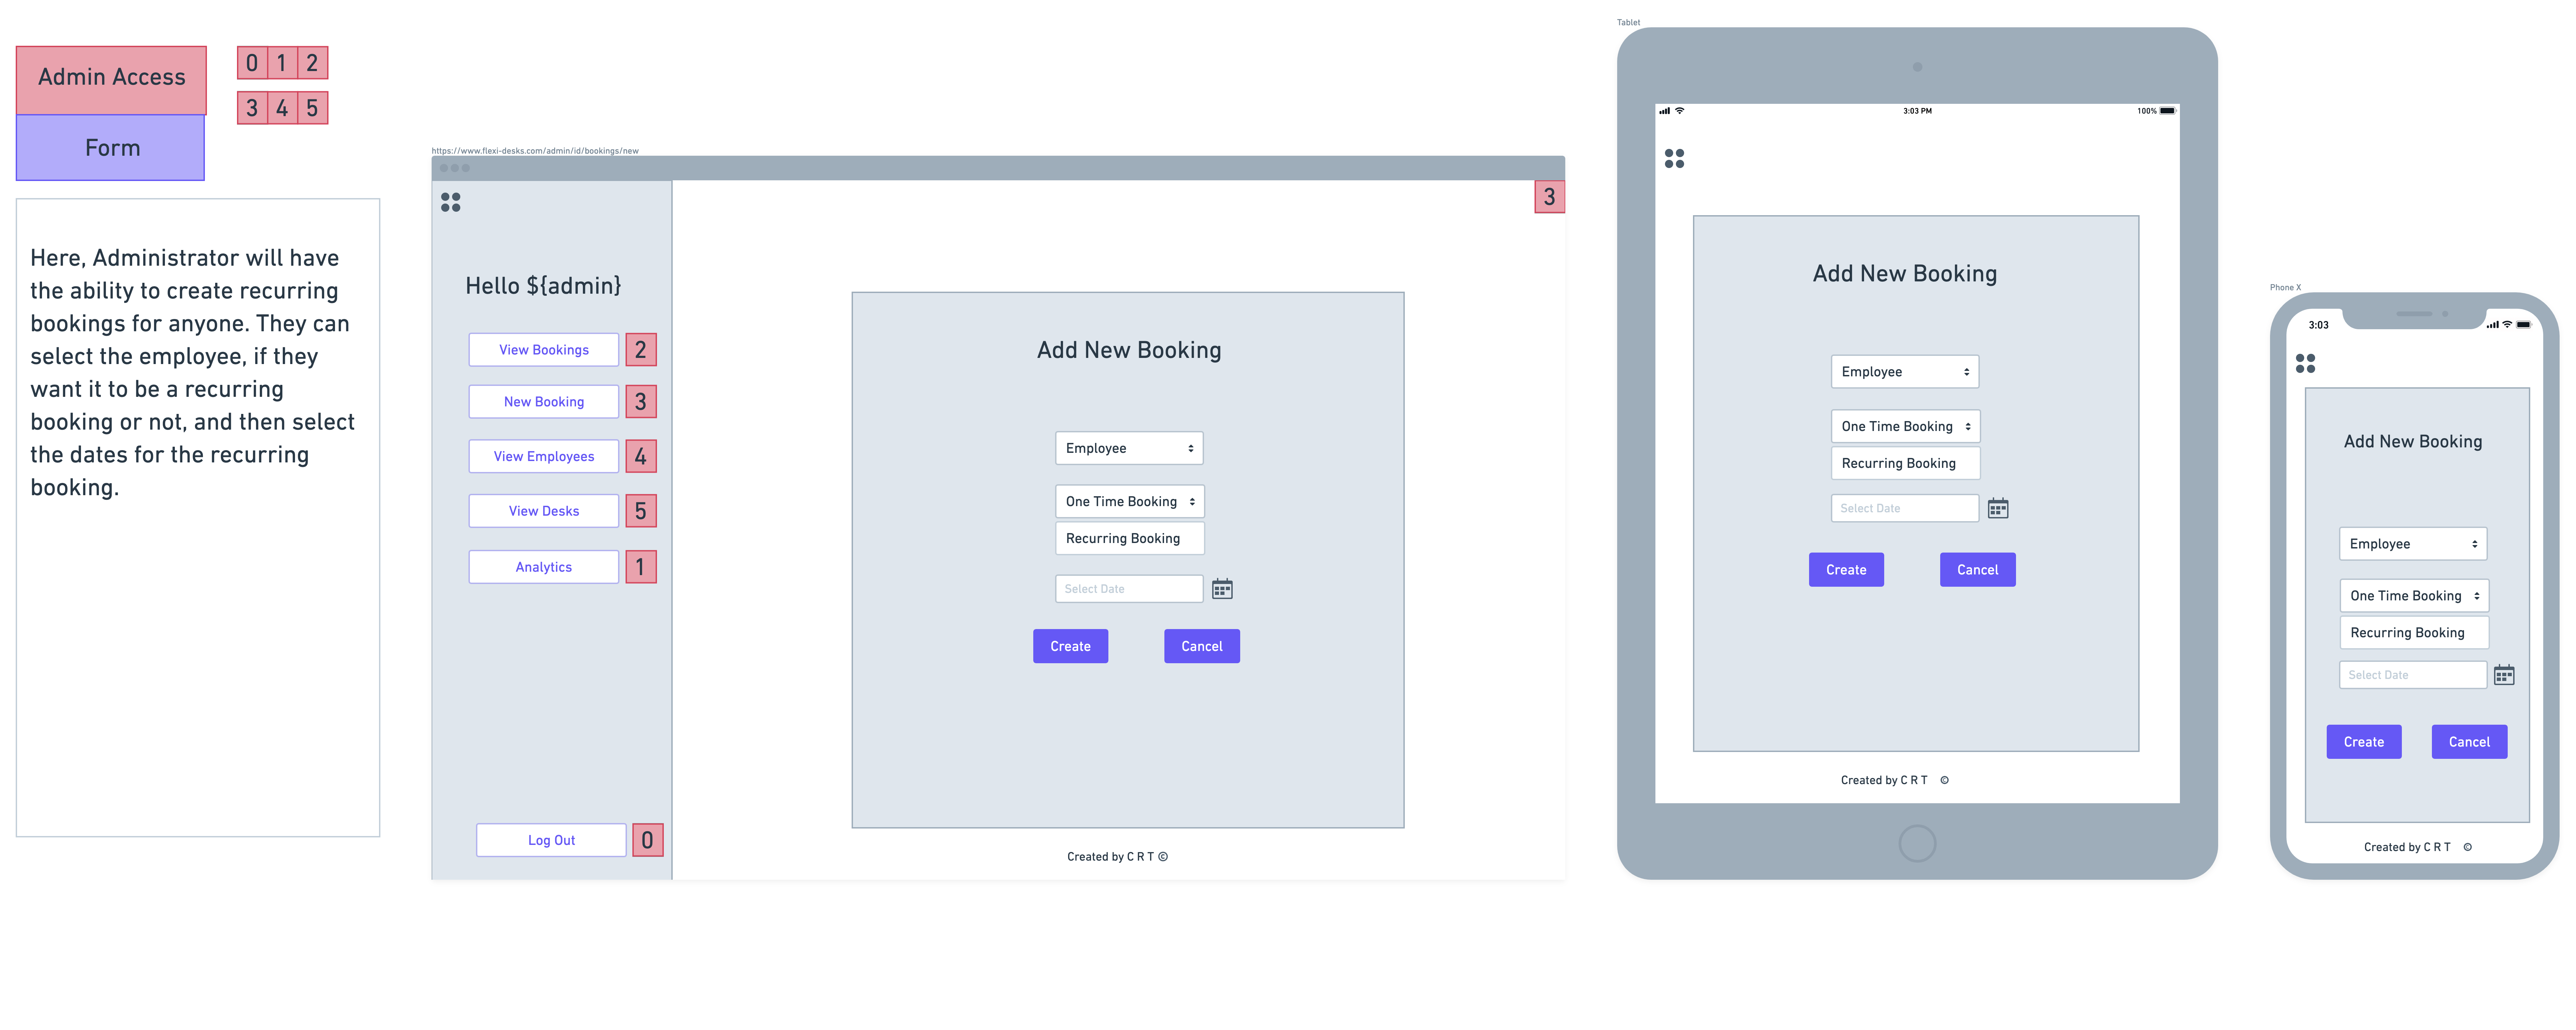 Admin Access
0 1 2
3 4 5
Form
Here, Administrator will have
the ability to create recurring
bookings for anyone. They can
select the employee, if they
want it to be a recurring
booking or not, and then select
the dates for the recurring
booking.
https://www.flexi-desks.com/admin/id/bookings/new
3
Hello ${admin}
View Bookings 2
New Booking 3
View Employees 4
View Desks 5
Analytics 1
Log Out 0
Add New Booking
Employee
One Time Booking
Recurring Booking
Select Date
Create Cancel
Created by C R T ©
Tablet
3:03 PM 100%
Add New Booking
Employee
One Time Booking
Recurring Booking
Select Date
Create Cancel
Created by C R T ©
Phone X
3:03
Add New Booking
Employee
One Time Booking
Recurring Booking
Select Date
Create Cancel
Created by C R T ©